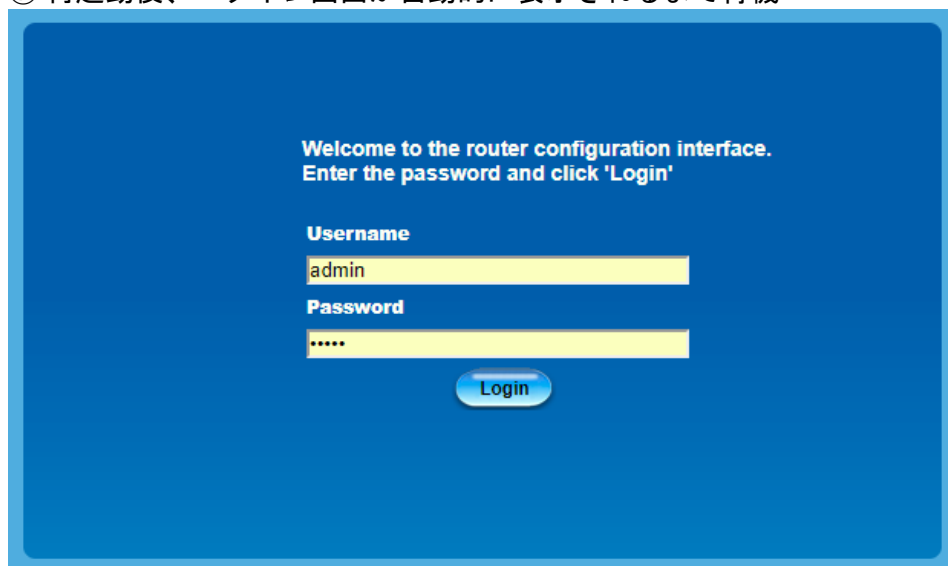 Welcome to the router configuration interface.
Enter the password and click 'Login'
Username
admin
Password
•••••
Login